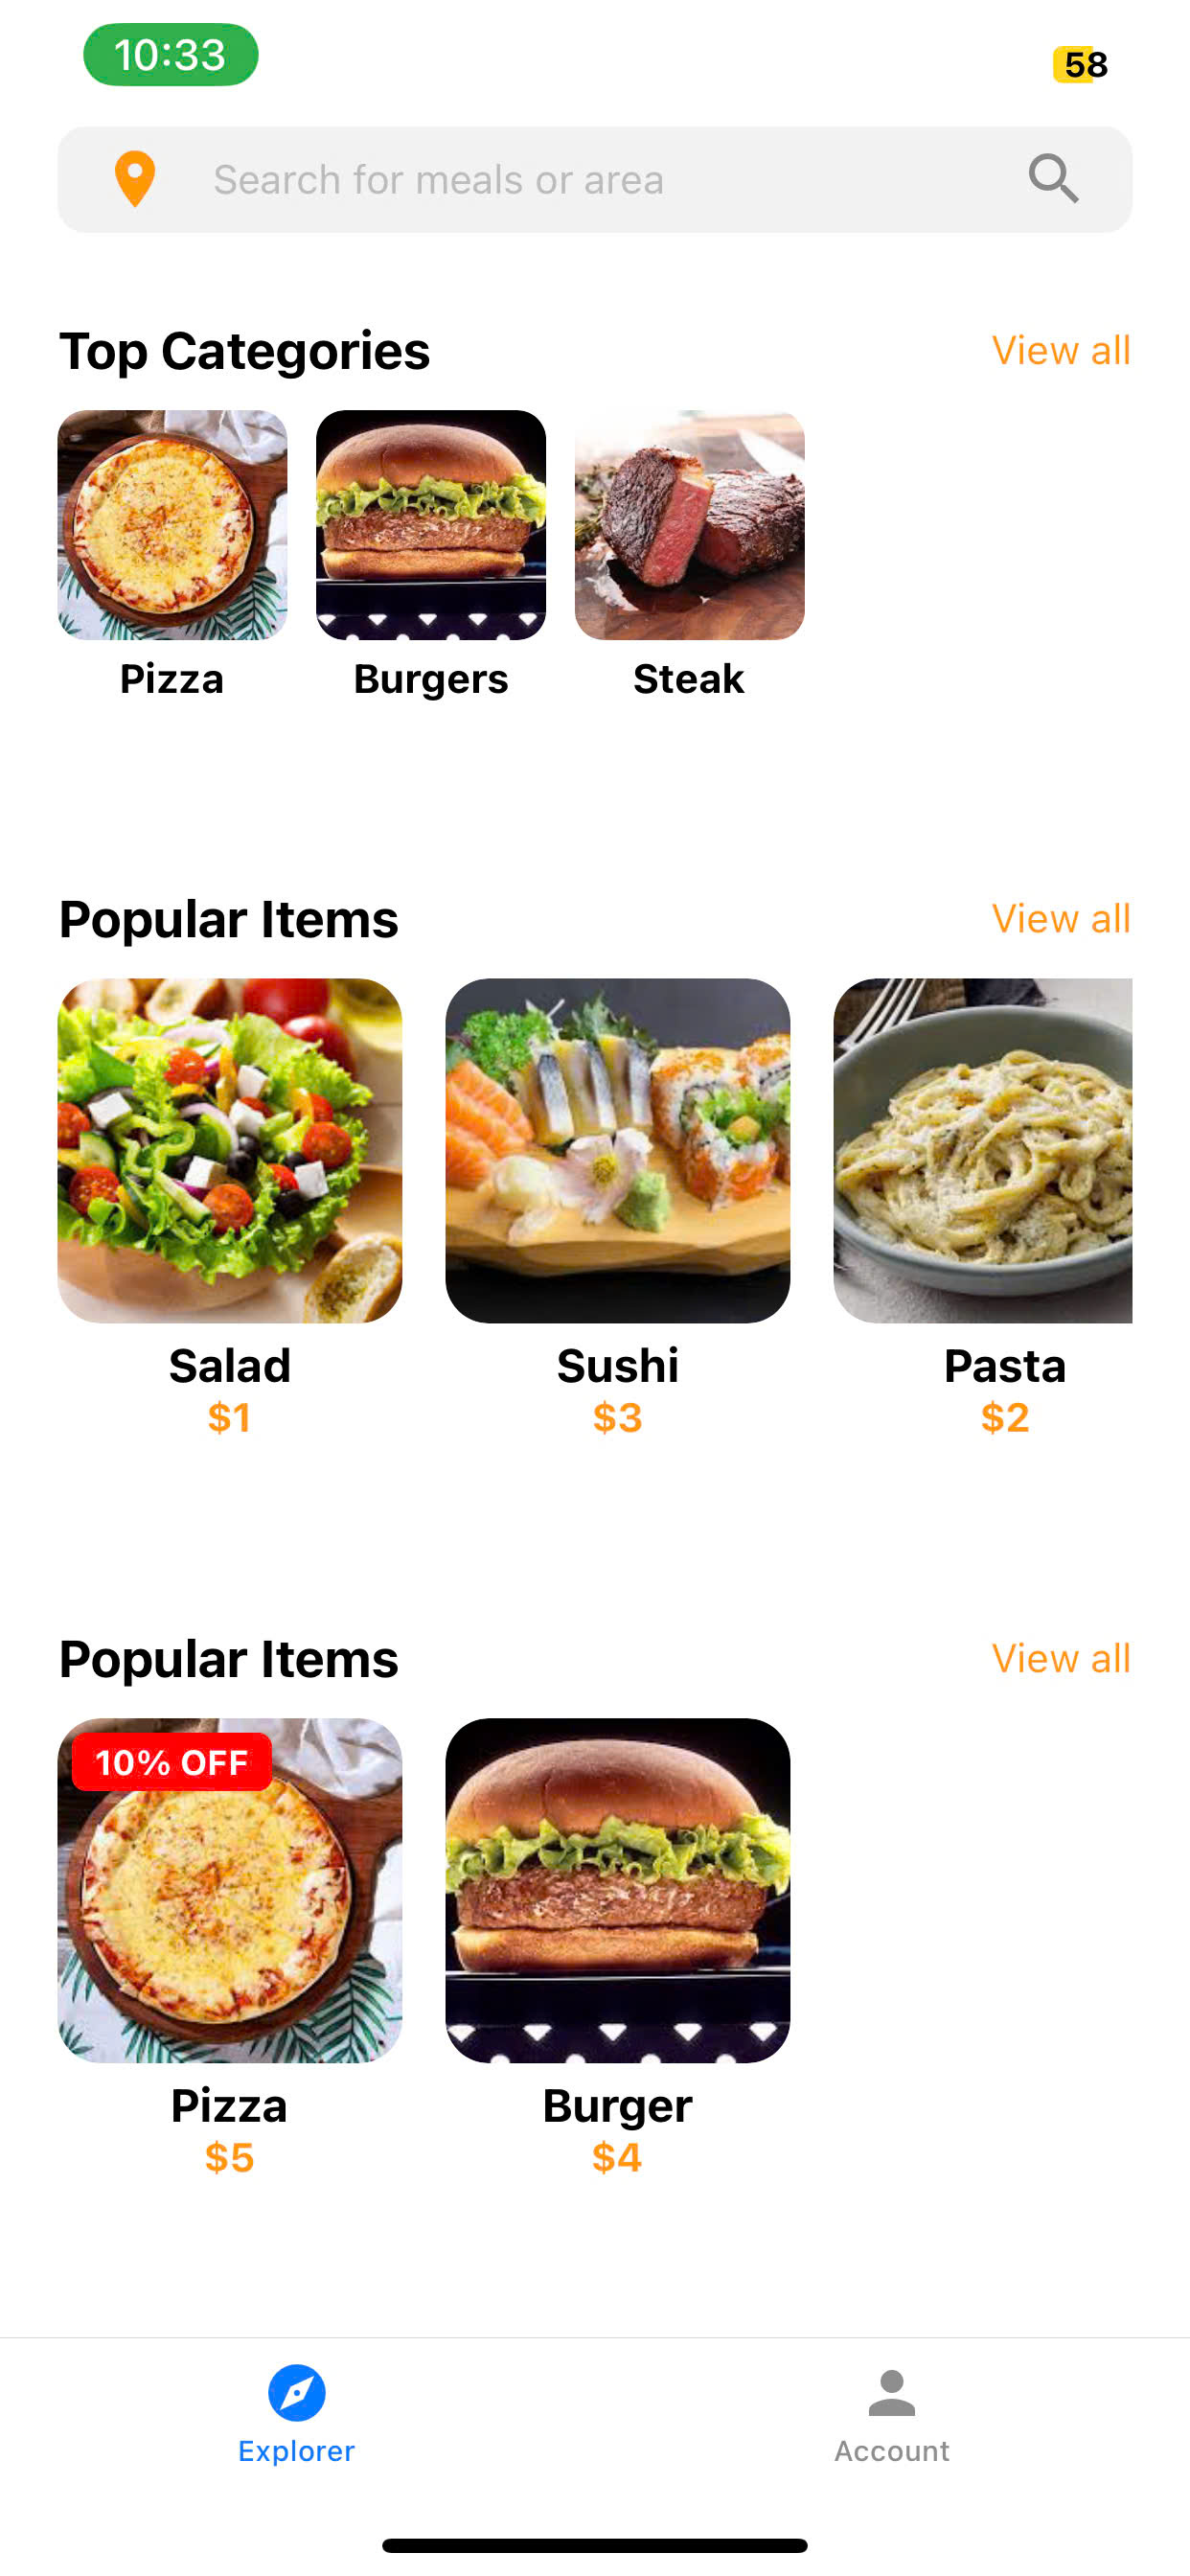 10:33
58
Search for meals or area
Top Categories
View all
Pizza
Burgers
Steak
Popular Items
View all
Salad
Sushi
Pasta
$1
$3
$2
Popular Items
View all
10% OFF
Pizza
Burger
$5
$4
Explorer
Account